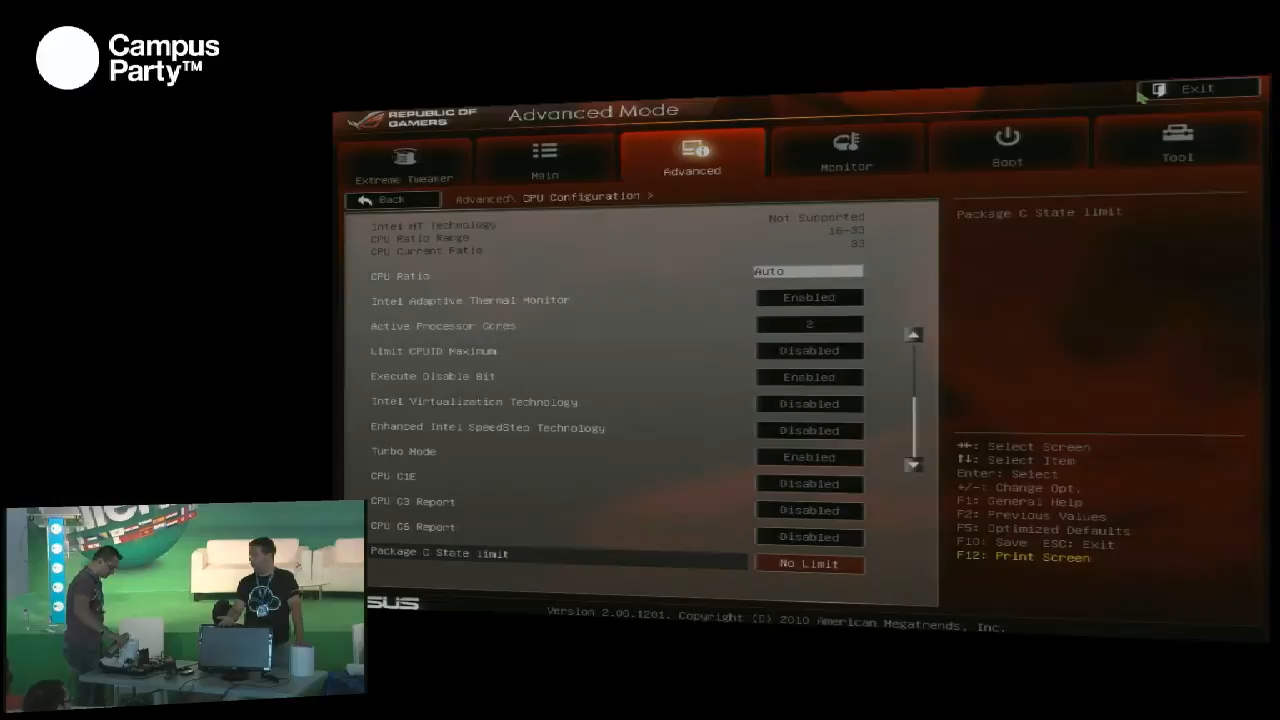 Campus
Party™
REPUBLIC OF
GAMERS
Advanced Mode
Exit
Extreme Tweaker
Main
Advanced
Monitor
Boot
Tool
Back
Advanced\ CPU Configuration >
Intel HT Technology Not Supported
CPU Ratio Range 16-33
CPU Current Ratio 33
CPU Ratio Auto
Intel Adaptive Thermal Monitor Enabled
Active Processor Cores 2
Limit CPUID Maximum Disabled
Execute Disable Bit Enabled
Intel Virtualization Technology Disabled
Enhanced Intel SpeedStep Technology Disabled
Turbo Mode Enabled
CPU C1E Disabled
CPU C3 Report Disabled
CPU C6 Report Disabled
Package C State limit No Limit
Package C State limit
→←: Select Screen
↑↓: Select Item
Enter: Select
+/-: Change Opt.
F1: General Help
F2: Previous Values
F5: Optimized Defaults
F10: Save ESC: Exit
F12: Print Screen
SUS
Version 2.00.1201. Copyright (C) 2010 American Megatrends, Inc.